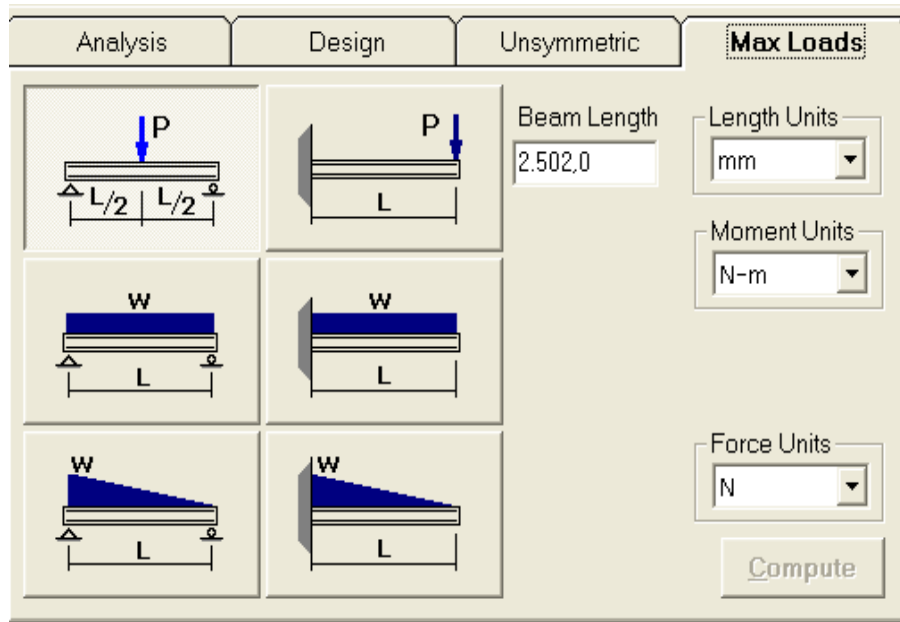 Analysis Design Unsymmetric Max Loads
P
L/2 L/2
P
L
Beam Length
2.502,0
Length Units
mm
Moment Units
N-m
W
L
W
L
W
L
W
L
Force Units
N
Compute